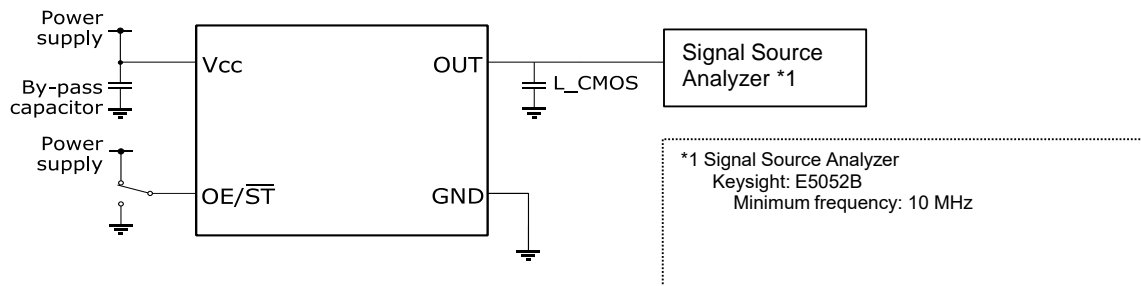 Power
supply
Vcc
By-pass
capacitor
Power
supply
OE/ST
OUT
L_CMOS
GND
Signal Source
Analyzer *1
*1 Signal Source Analyzer
Keysight: E5052B
Minimum frequency: 10 MHz